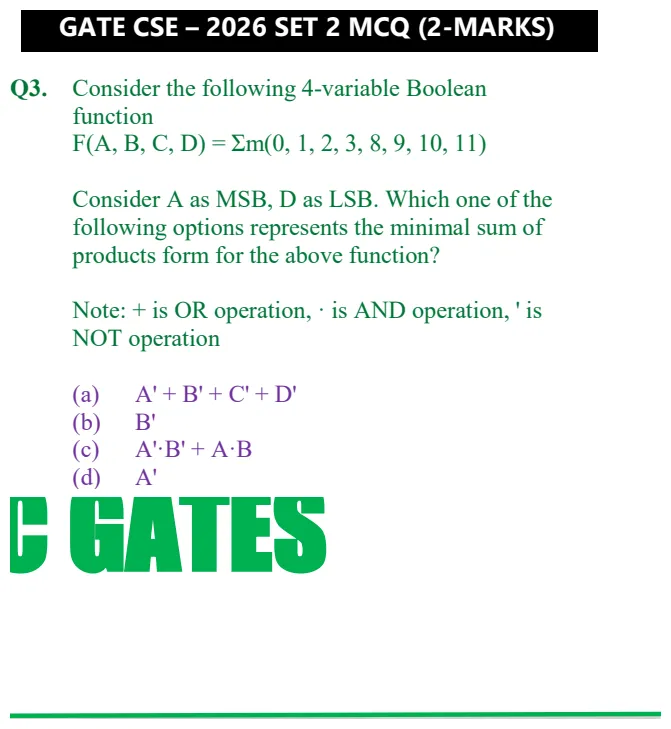 GATE CSE – 2026 SET 2 MCQ (2-MARKS)
Q3. Consider the following 4-variable Boolean
function
F(A, B, C, D) = Σm(0, 1, 2, 3, 8, 9, 10, 11)
Consider A as MSB, D as LSB. Which one of the
following options represents the minimal sum of
products form for the above function?
Note: + is OR operation, · is AND operation, ' is
NOT operation
(a) A' + B' + C' + D'
(b) B'
(c) A'·B' + A·B
(d) A'
C GATES